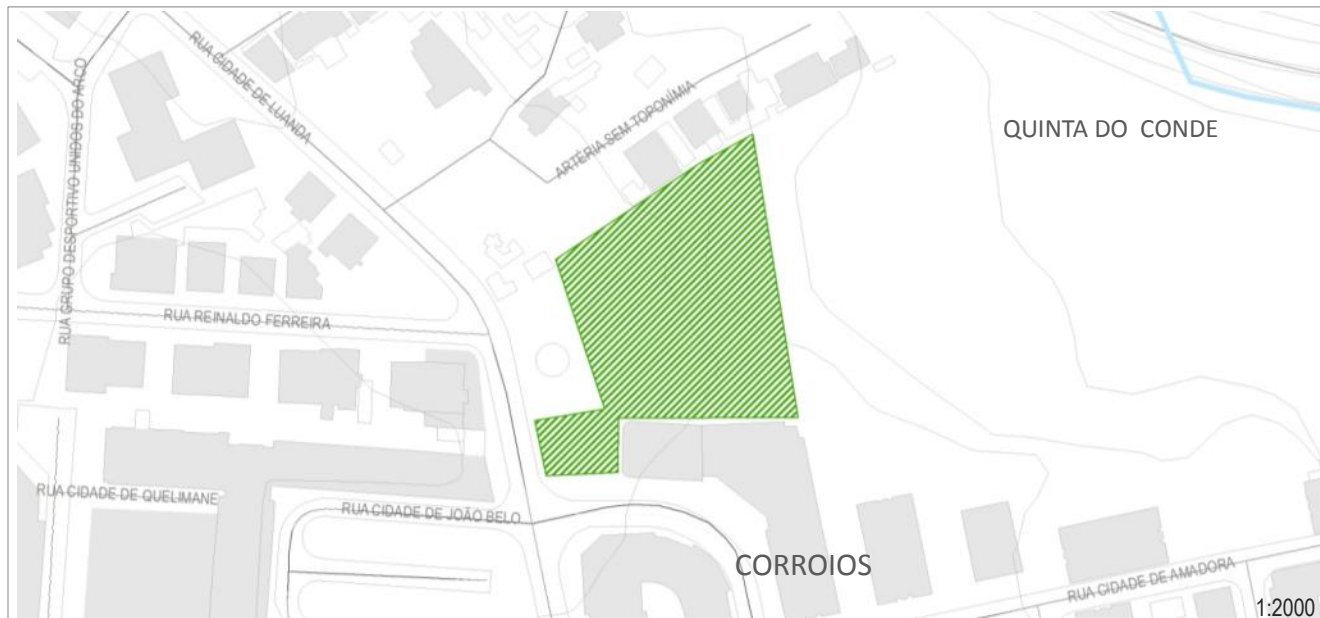 RUA CIDADE DE LUANDA
RUA GRUPO DESPORTIVO UNIDOS DO ARCO
ARTÉRIA SEM TOPONÍMIA
QUINTA DO CONDE
RUA REINALDO FERREIRA
RUA CIDADE DE QUELIMANE
RUA CIDADE DE JOÃO BELO
CORROIOS
RUA CIDADE DE AMADORA
1:2000